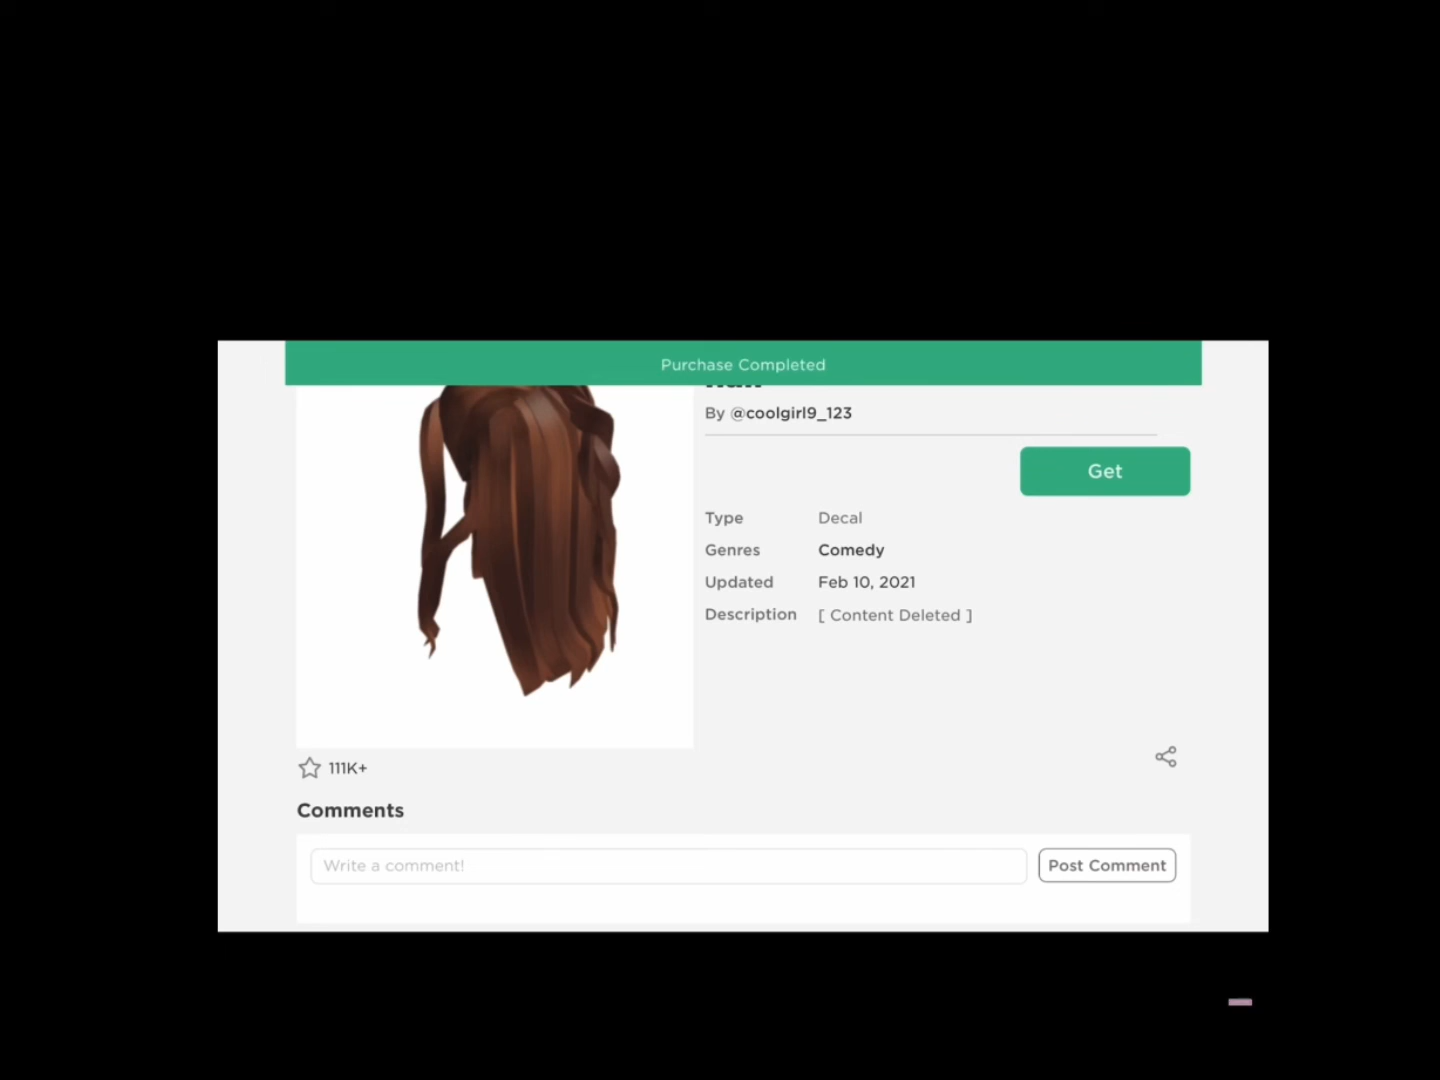 Purchase Completed
By @coolgirl9_123
Get
Type Decal
Genres Comedy
Updated Feb 10, 2021
Description [ Content Deleted ]
111K+
Comments
Write a comment!
Post Comment